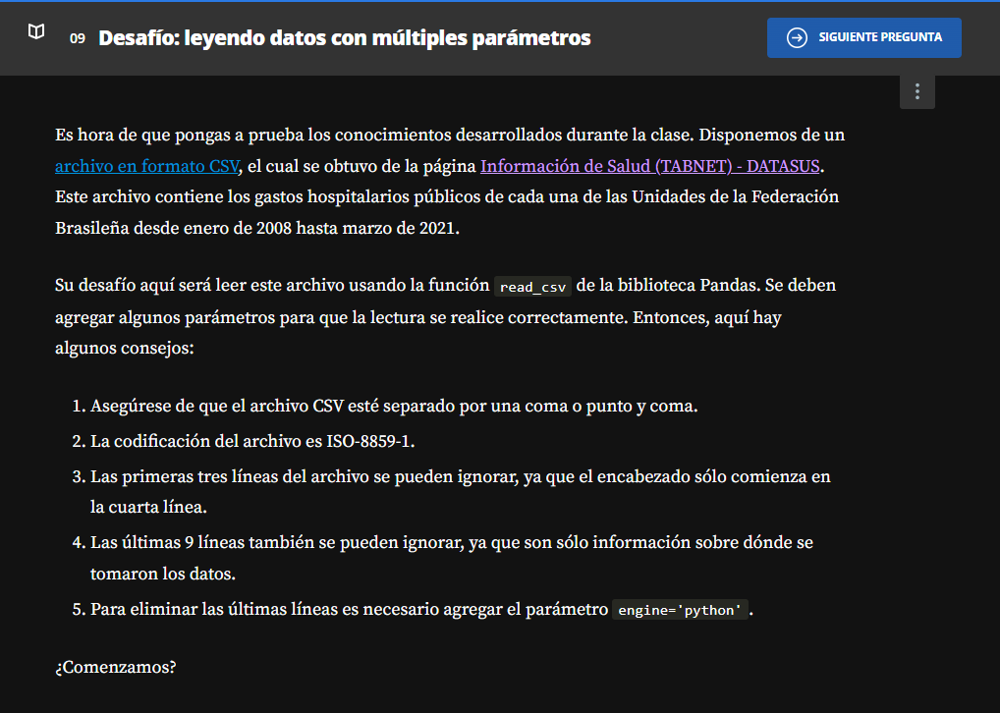 09 Desafío: leyendo datos con múltiples parámetros
SIGUIENTE PREGUNTA
Es hora de que pongas a prueba los conocimientos desarrollados durante la clase. Disponemos de un
archivo en formato CSV, el cual se obtuvo de la página Información de Salud (TABNET) - DATASUS.
Este archivo contiene los gastos hospitalarios públicos de cada una de las Unidades de la Federación
Brasileña desde enero de 2008 hasta marzo de 2021.
Su desafío aquí será leer este archivo usando la función read_csv de la biblioteca Pandas. Se deben
agregar algunos parámetros para que la lectura se realice correctamente. Entonces, aquí hay
algunos consejos:
1. Asegúrese de que el archivo CSV esté separado por una coma o punto y coma.
2. La codificación del archivo es ISO-8859-1.
3. Las primeras tres líneas del archivo se pueden ignorar, ya que el encabezado sólo comienza en
la cuarta línea.
4. Las últimas 9 líneas también se pueden ignorar, ya que son sólo información sobre dónde se
tomaron los datos.
5. Para eliminar las últimas líneas es necesario agregar el parámetro engine='python' .
¿Comenzamos?